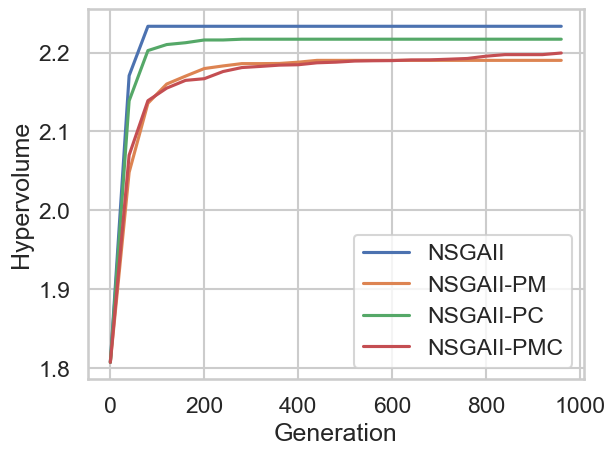 Hypervolume
2.2
2.1
2.0
1.9
1.8
0 200 400 600 800 1000
Generation
NSGAII
NSGAII-PM
NSGAII-PC
NSGAII-PMC